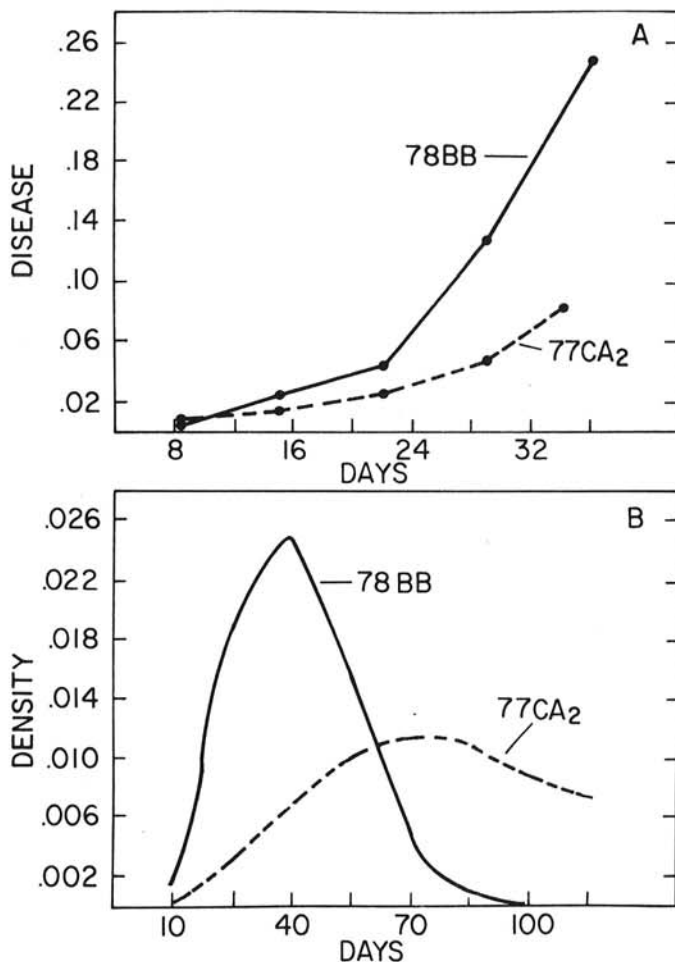 A
.26
.22
.18
.14
.10
.06
.02
DISEASE
78BB
77CA2
8
16
24
32
DAYS
B
.026
.022
.018
.014
.010
.006
.002
DENSITY
78 BB
77CA2
10
40
70
100
DAYS